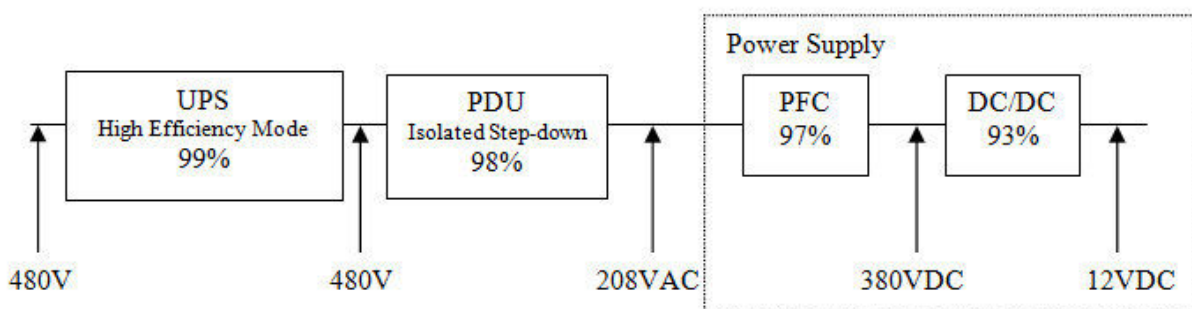 Power Supply
UPS
High Efficiency Mode
99%
PDU
Isolated Step-down
98%
PFC
97%
DC/DC
93%
480V
480V
208VAC
380VDC
12VDC